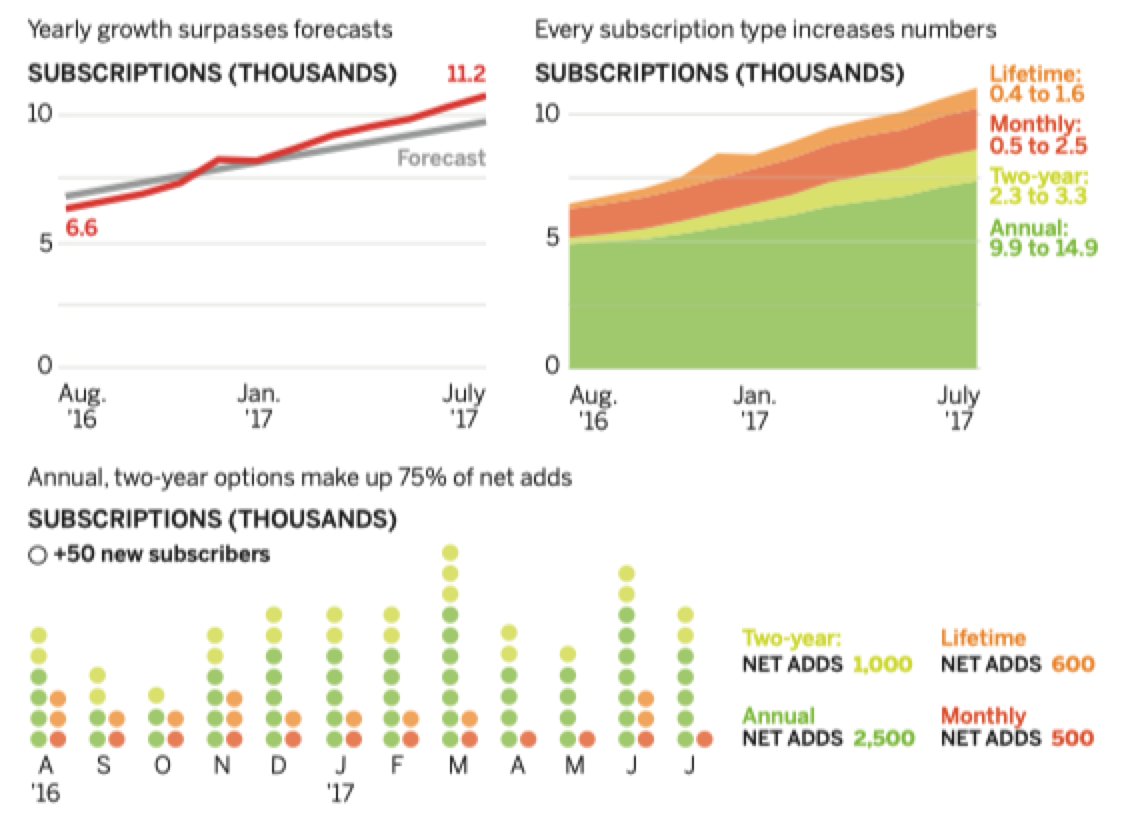 Yearly growth surpasses forecasts
SUBSCRIPTIONS (THOUSANDS)
11.2
10
Forecast
6.6
5
0
Aug.
'16
Jan.
'17
July
'17
Every subscription type increases numbers
SUBSCRIPTIONS (THOUSANDS)
10
5
0
Aug.
'16
Jan.
'17
July
'17
Lifetime:
0.4 to 1.6
Monthly:
0.5 to 2.5
Two-year:
2.3 to 3.3
Annual:
9.9 to 14.9
Annual, two-year options make up 75% of net adds
SUBSCRIPTIONS (THOUSANDS)
+50 new subscribers
A S O N D J F M A M J J
'16 '17
Two-year:
NET ADDS 1,000
Lifetime
NET ADDS 600
Annual
NET ADDS 2,500
Monthly
NET ADDS 500